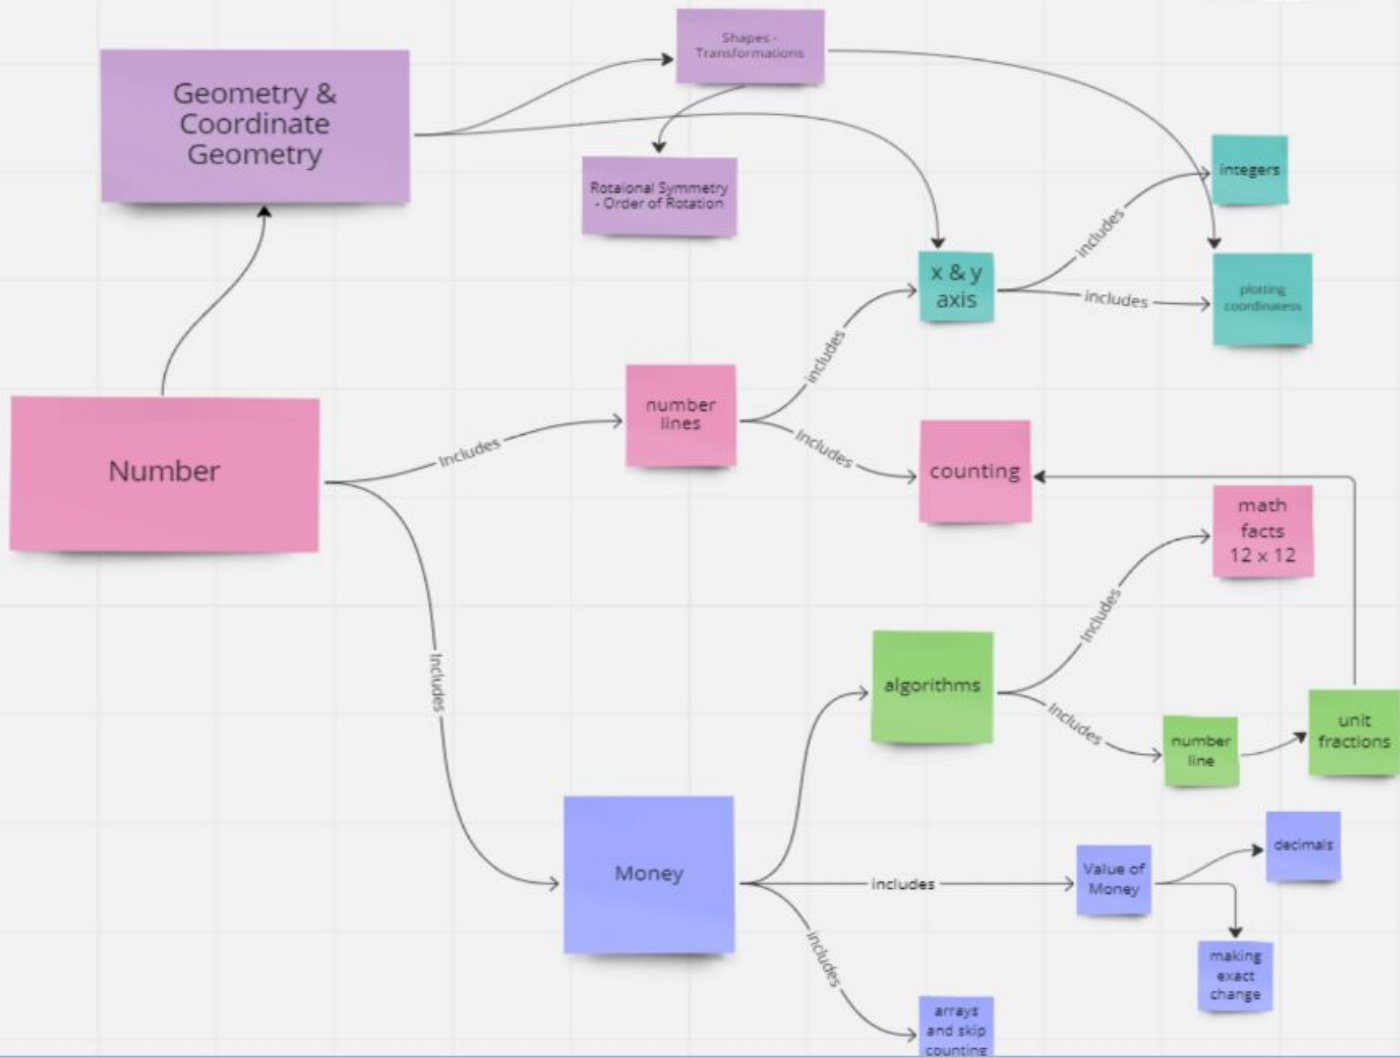 Shapes -
Transformations
Geometry &
Coordinate
Geometry
Rotaional Symmetry
- Order of Rotation
integers
includes
x & y
axis
includes
plotting
coordinatess
includes
number
lines
Includes
Includes
Number
counting
math
facts
12 x 12
Includes
Includes
algorithms
Includes
number
line
unit
fractions
Money
includes
Value of
Money
decimals
includes
making
exact
change
arrays
and skip
counting